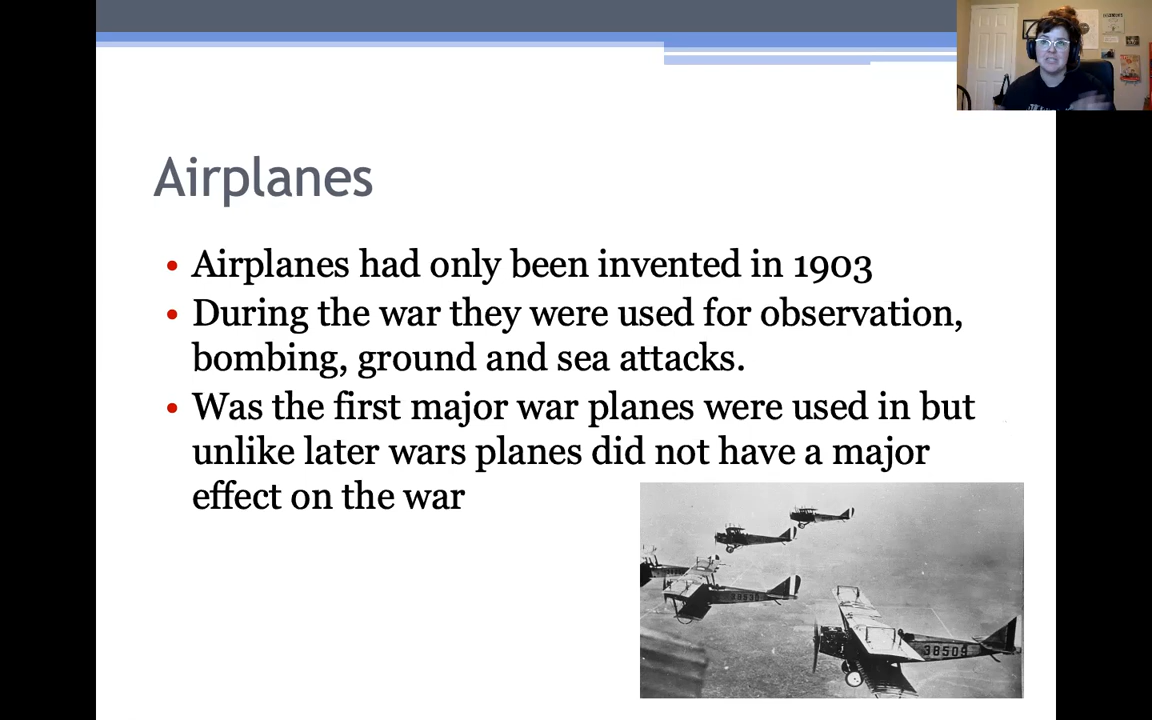 Airplanes
• Airplanes had only been invented in 1903
• During the war they were used for observation,
bombing, ground and sea attacks.
• Was the first major war planes were used in but
unlike later wars planes did not have a major
effect on the war
38509